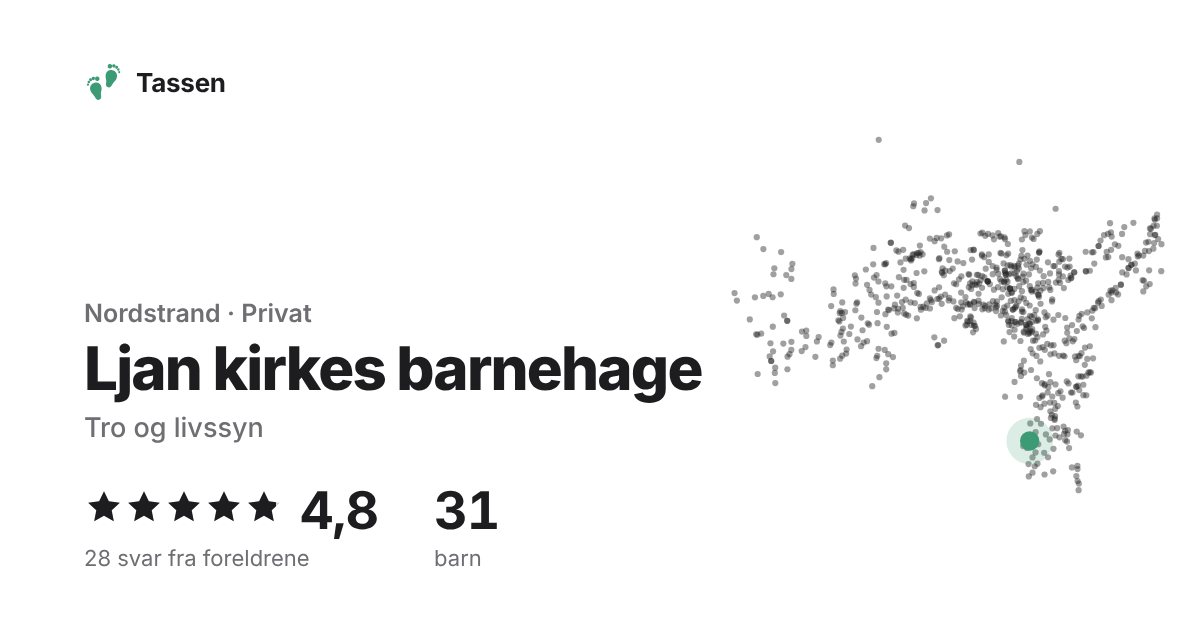 Tassen
Nordstrand · Privat
Ljan kirkes barnehage
Tro og livssyn
4,8
28 svar fra foreldrene
31
barn